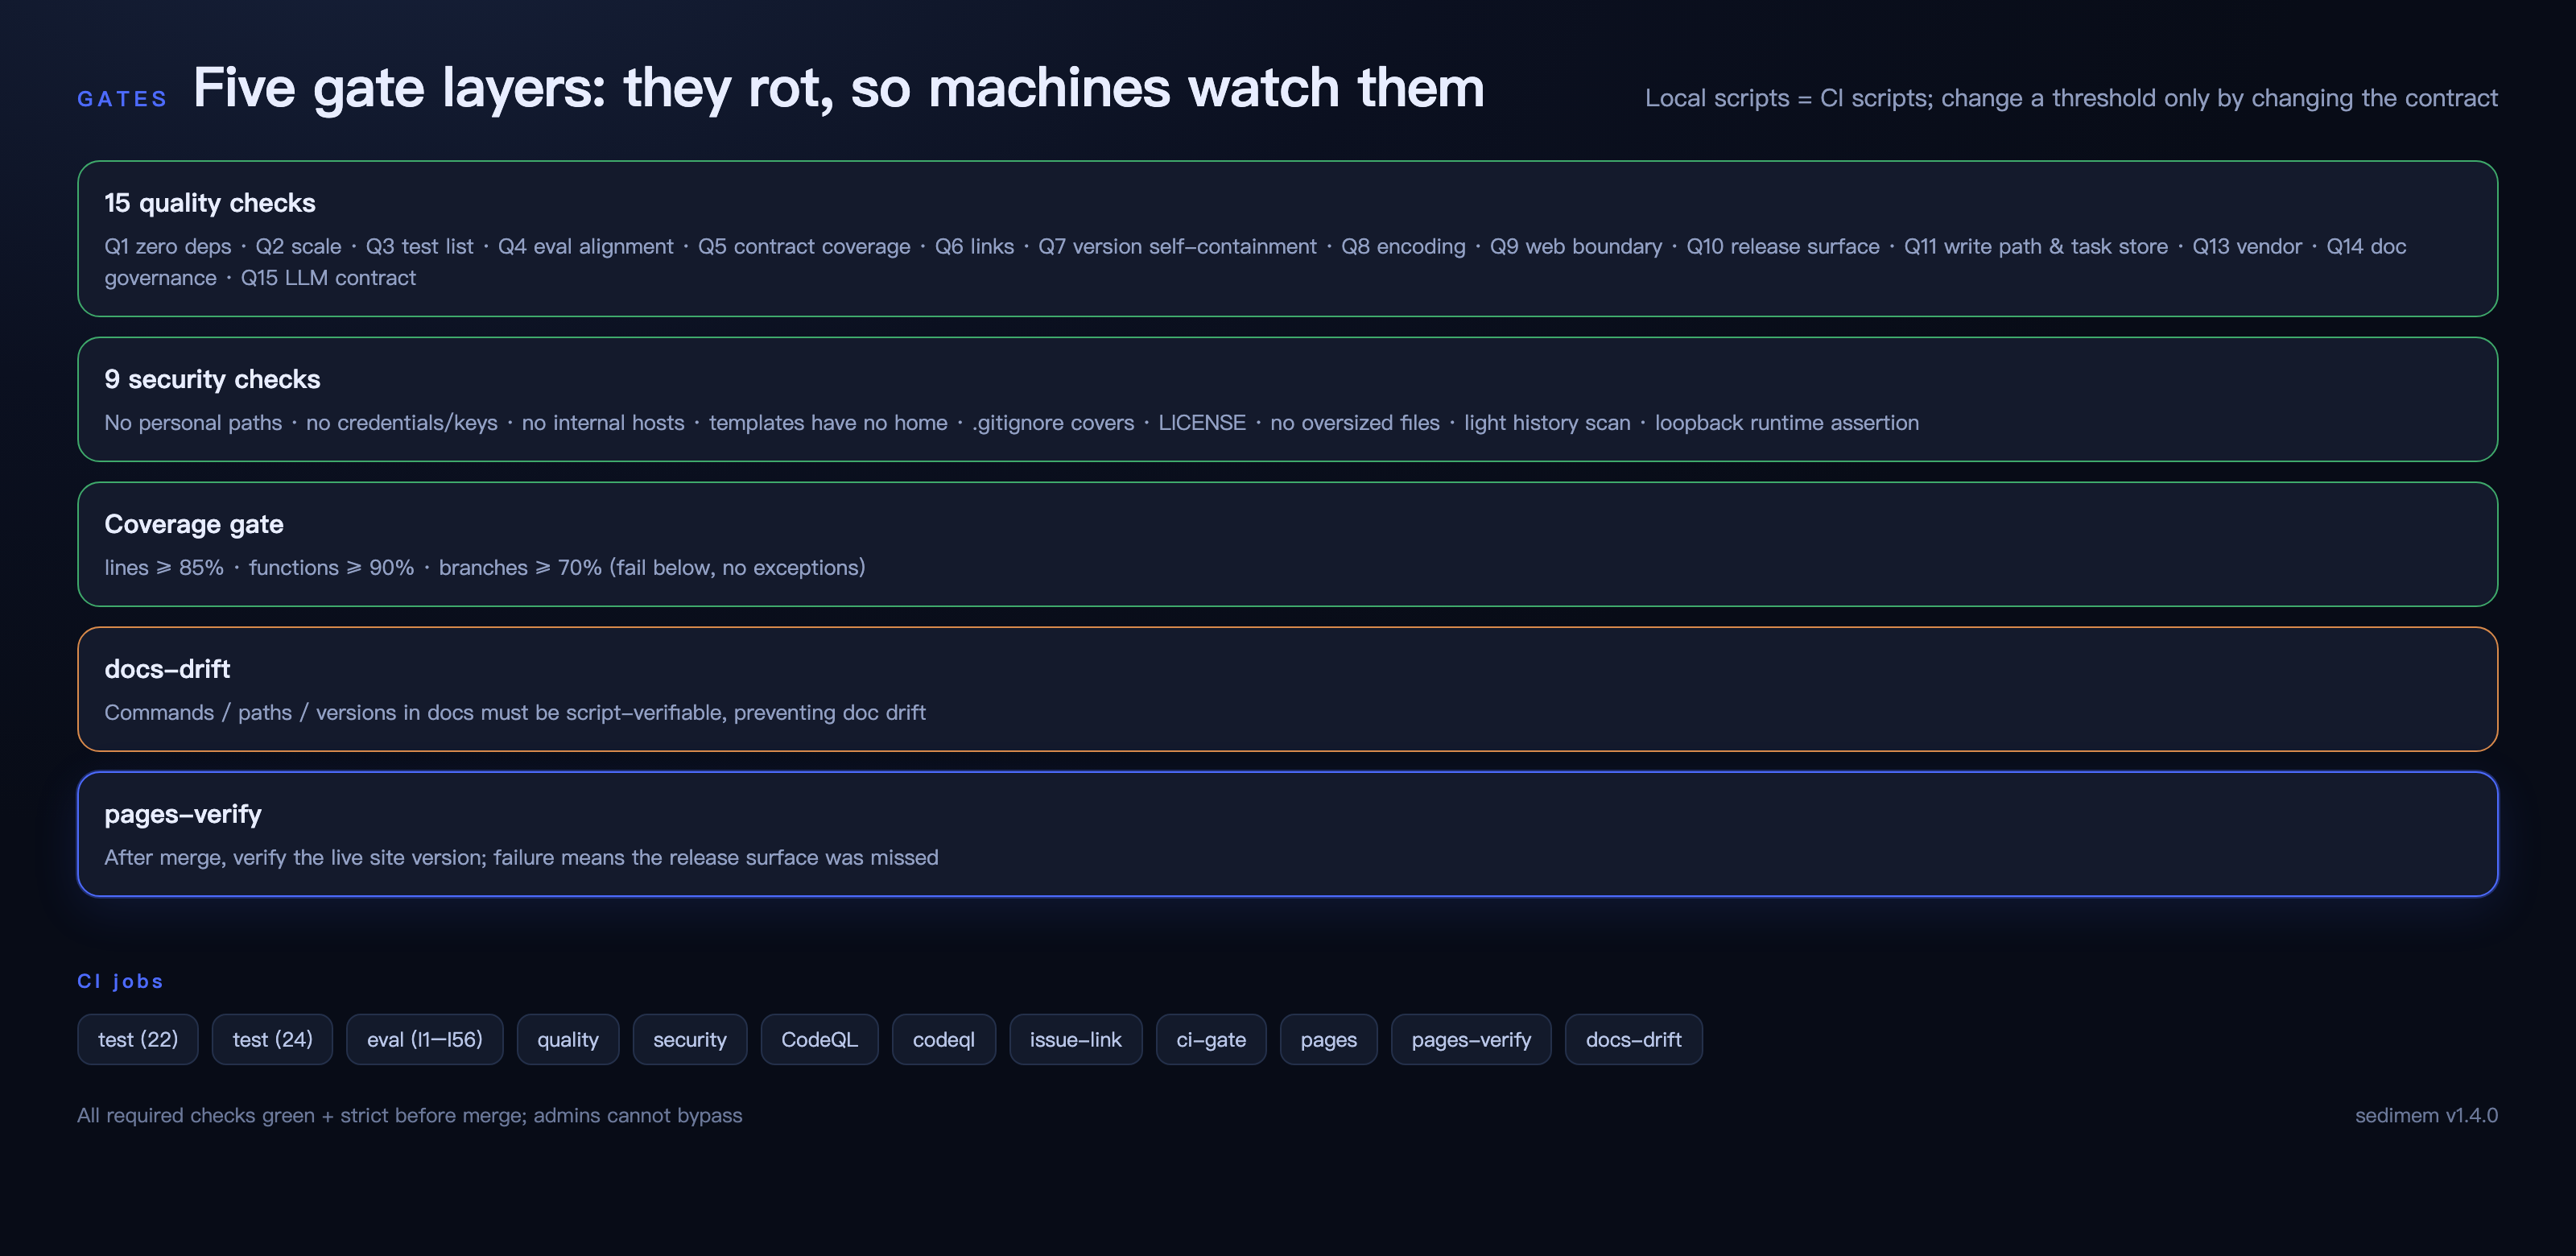 GATES Five gate layers: they rot, so machines watch them
Local scripts = CI scripts; change a threshold only by changing the contract
15 quality checks
Q1 zero deps · Q2 scale · Q3 test list · Q4 eval alignment · Q5 contract coverage · Q6 links · Q7 version self–containment · Q8 encoding · Q9 web boundary · Q10 release surface · Q11 write path & task store · Q13 vendor · Q14 doc
governance · Q15 LLM contract
9 security checks
No personal paths · no credentials/keys · no internal hosts · templates have no home · .gitignore covers · LICENSE · no oversized files · light history scan · loopback runtime assertion
Coverage gate
lines ⩾ 85% · functions ⩾ 90% · branches ⩾ 70% (fail below, no exceptions)
docs–drift
Commands / paths / versions in docs must be script–verifiable, preventing doc drift
pages–verify
After merge, verify the live site version; failure means the release surface was missed
CI jobs
test (22) test (24) eval (I1—I56) quality security CodeQL codeql issue–link ci–gate pages pages–verify docs–drift
All required checks green + strict before merge; admins cannot bypass
sedimem v1.4.0